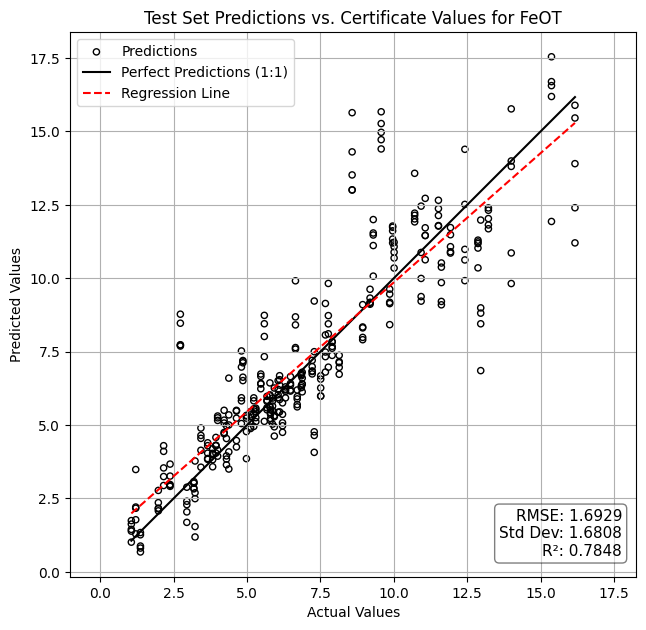 Test Set Predictions vs. Certificate Values for FeOT
Predictions
Perfect Predictions (1:1)
Regression Line
17.5
15.0
12.5
10.0
7.5
5.0
2.5
0.0
Predicted Values
RMSE: 1.6929
Std Dev: 1.6808
R²: 0.7848
0.0 2.5 5.0 7.5 10.0 12.5 15.0 17.5
Actual Values